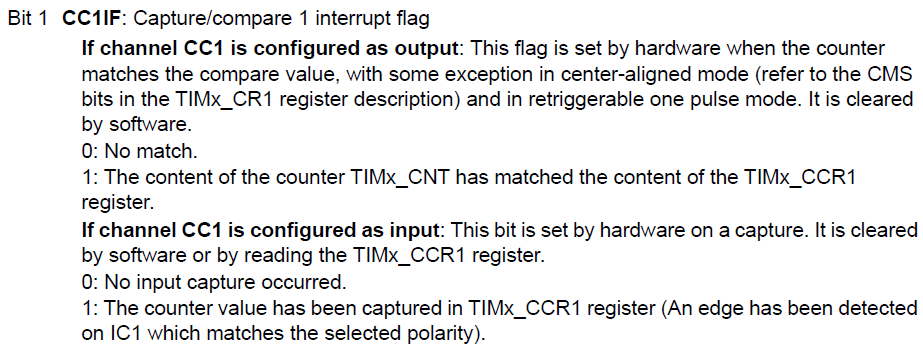 Bit 1 CC1IF: Capture/compare 1 interrupt flag
If channel CC1 is configured as output: This flag is set by hardware when the counter
matches the compare value, with some exception in center-aligned mode (refer to the CMS
bits in the TIMx_CR1 register description) and in retriggerable one pulse mode. It is cleared
by software.
0: No match.
1: The content of the counter TIMx_CNT has matched the content of the TIMx_CCR1
register.
If channel CC1 is configured as input: This bit is set by hardware on a capture. It is cleared
by software or by reading the TIMx_CCR1 register.
0: No input capture occurred.
1: The counter value has been captured in TIMx_CCR1 register (An edge has been detected
on IC1 which matches the selected polarity).